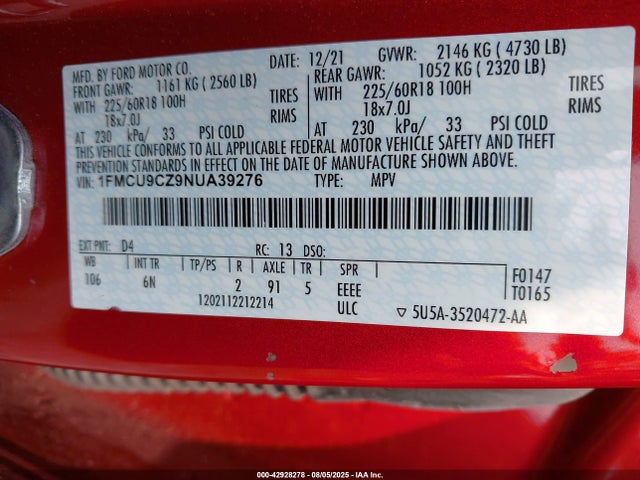 MFD. BY FORD MOTOR CO. DATE: 12/21 GVWR: 2146 KG ( 4730 LB)
FRONT GAWR: 1161 KG ( 2560 LB) REAR GAWR: 1052 KG ( 2320 LB)
WITH 225/60R18 100H TIRES WITH 225/60R18 100H TIRES
18x7.0J RIMS 18x7.0J RIMS
AT 230 kPa/ 33 PSI COLD AT 230 kPa/ 33 PSI COLD
THIS VEHICLE CONFORMS TO ALL APPLICABLE FEDERAL MOTOR VEHICLE SAFETY, BUMPER, AND THEFT
PREVENTION STANDARDS IN EFFECT ON THE DATE OF MANUFACTURE SHOWN ABOVE.
VIN: 1FMCU9CZ9NUA39276 TYPE: MPV
EXT PNT: D4 RC: 13 DSO:
WB INT TR TP/PS R AXLE TR SPR F0147
106 6N 2 91 5 EEEE T0165
1202112212214 ULC ▽ 5U5A-3520472-AA
000-42928278 - 08/05/2025 - IAA Inc.